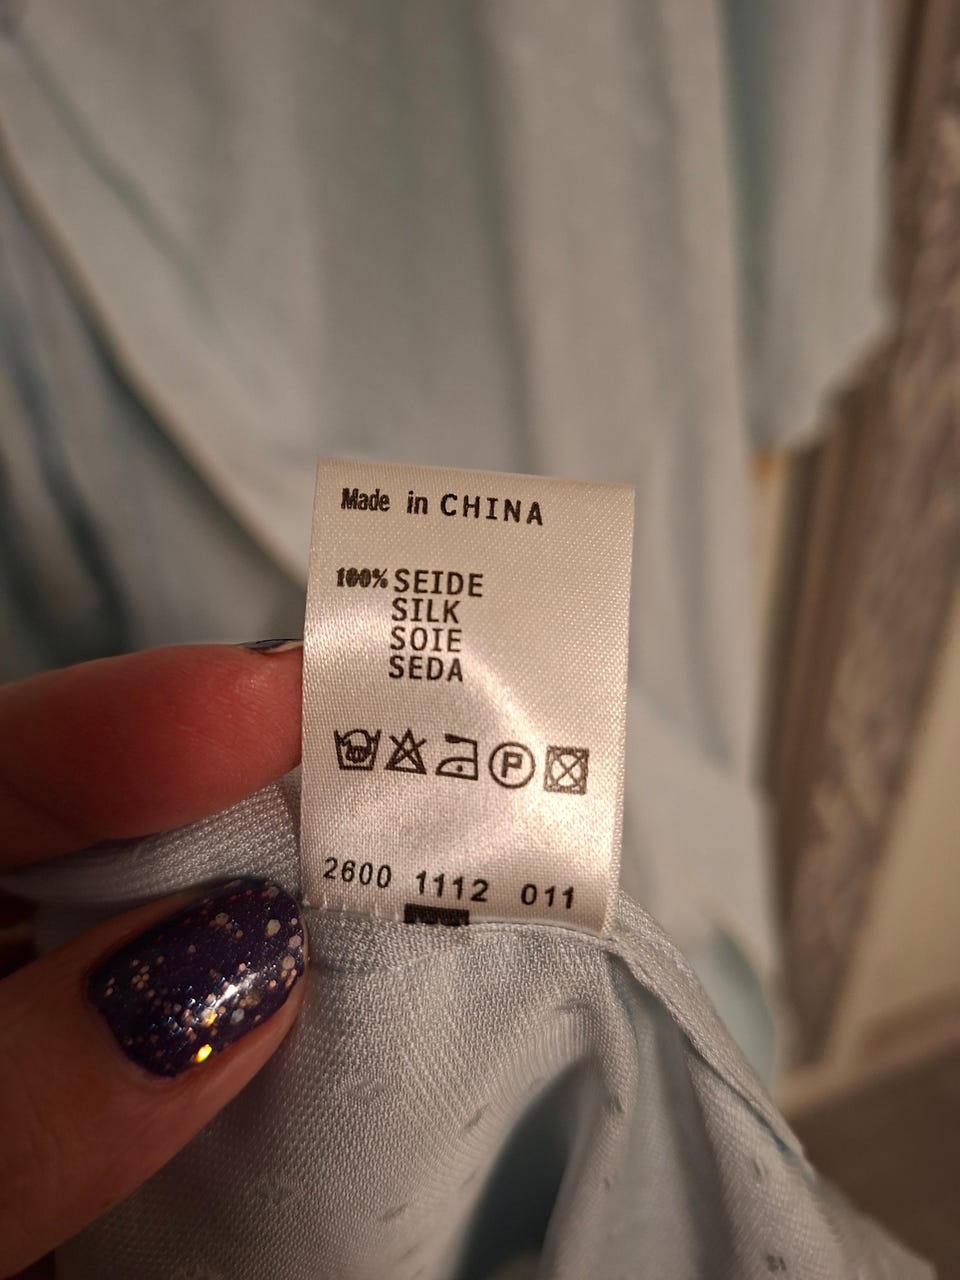 Made in CHINA
100% SEIDE
SILK
SOIE
SEDA
P
2600 1112 011